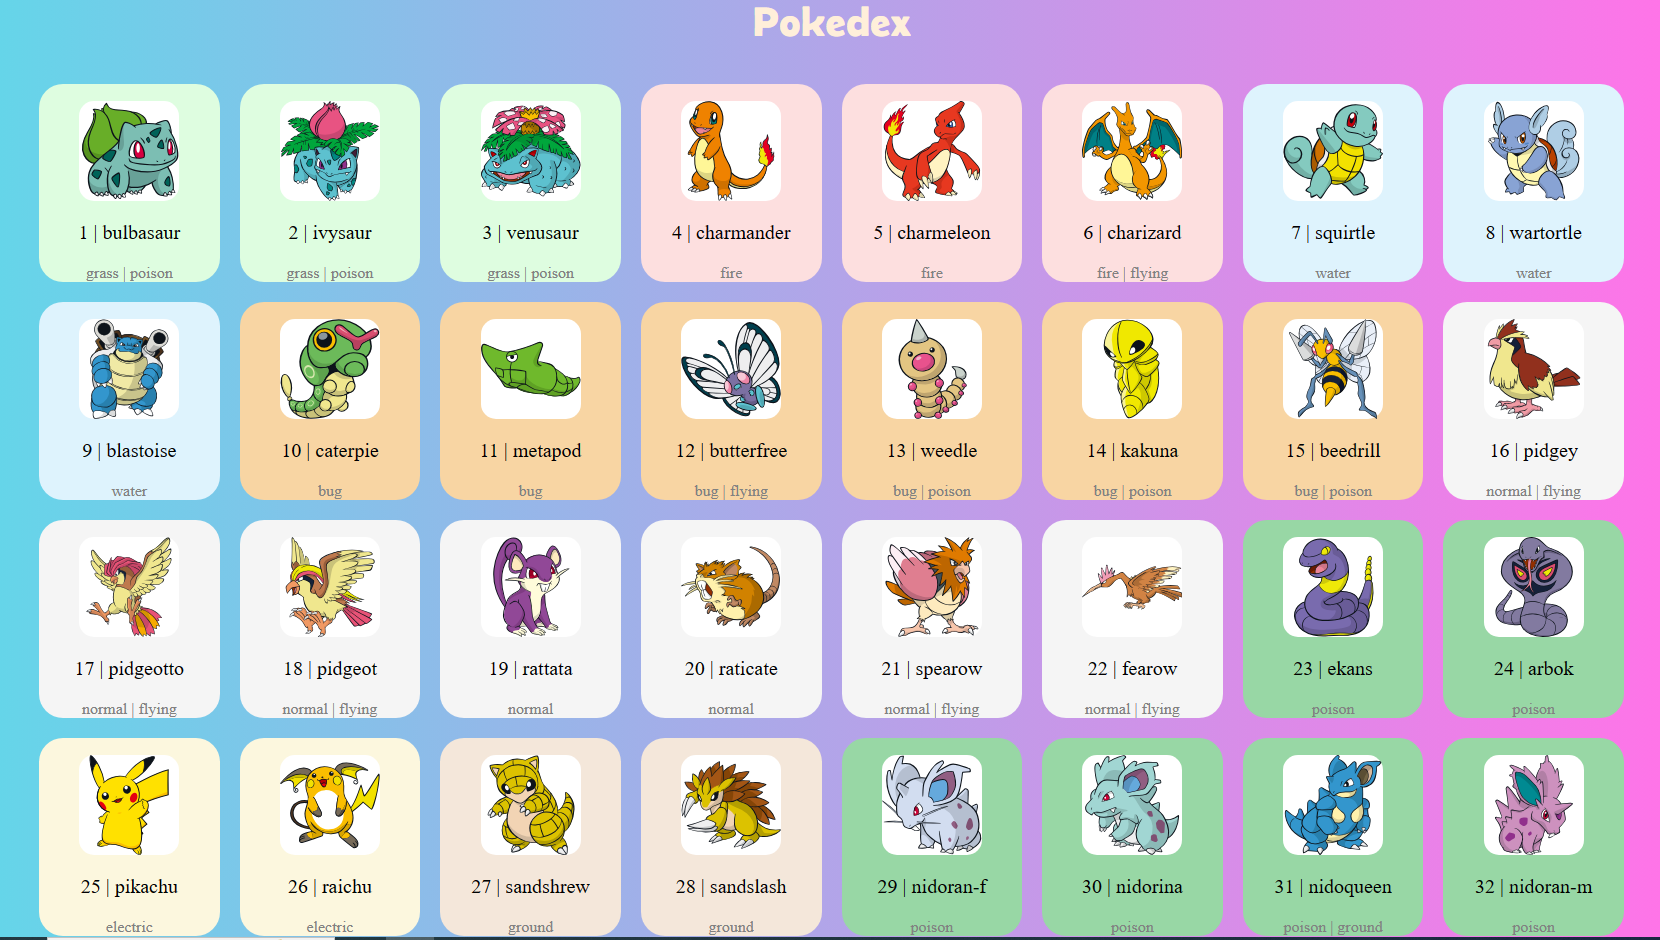 Pokedex
1 | bulbasaur
grass | poison
2 | ivysaur
grass | poison
3 | venusaur
grass | poison
4 | charmander
fire
5 | charmeleon
fire
6 | charizard
fire | flying
7 | squirtle
water
8 | wartortle
water
9 | blastoise
water
10 | caterpie
bug
11 | metapod
bug
12 | butterfree
bug | flying
13 | weedle
bug | poison
14 | kakuna
bug | poison
15 | beedrill
bug | poison
16 | pidgey
normal | flying
17 | pidgeotto
normal | flying
18 | pidgeot
normal | flying
19 | rattata
normal
20 | raticate
normal
21 | spearow
normal | flying
22 | fearow
normal | flying
23 | ekans
poison
24 | arbok
poison
25 | pikachu
electric
26 | raichu
electric
27 | sandshrew
ground
28 | sandslash
ground
29 | nidoran-f
poison
30 | nidorina
poison
31 | nidoqueen
poison | ground
32 | nidoran-m
poison